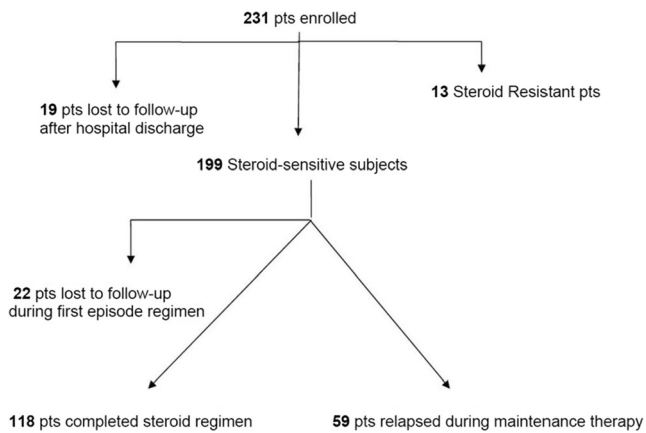 231 pts enrolled
13 Steroid Resistant pts
19 pts lost to follow-up
after hospital discharge
199 Steroid-sensitive subjects
22 pts lost to follow-up
during first episode regimen
118 pts completed steroid regimen
59 pts relapsed during maintenance therapy